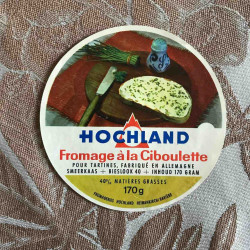 HOCHLAND
Fromage à la Ciboulette
POUR TARTINES, FABRIQUÉ EN ALLEMAGNE
SMEERKAAS + BIESLOOK 40 + INHOUD 170 GRAM
40% MATIÈRES GRASSES
170g